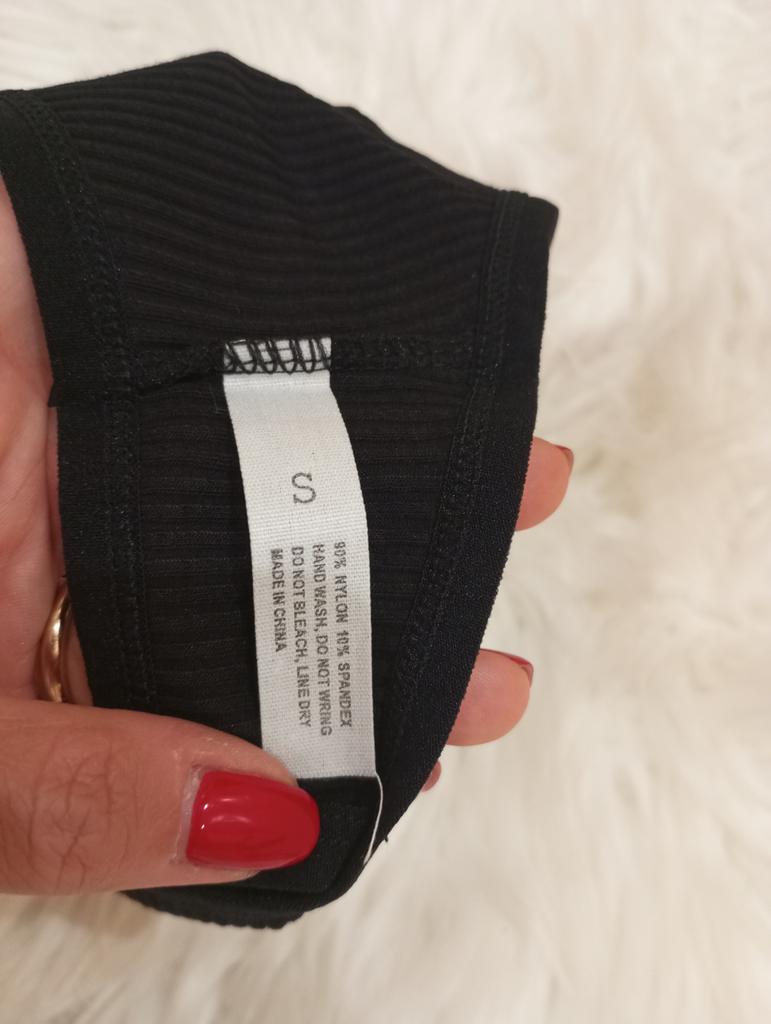 S
90% NYLON 10% SPANDEX
HAND WASH, DO NOT WRING
DO NOT BLEACH, LINE DRY
MADE IN CHINA